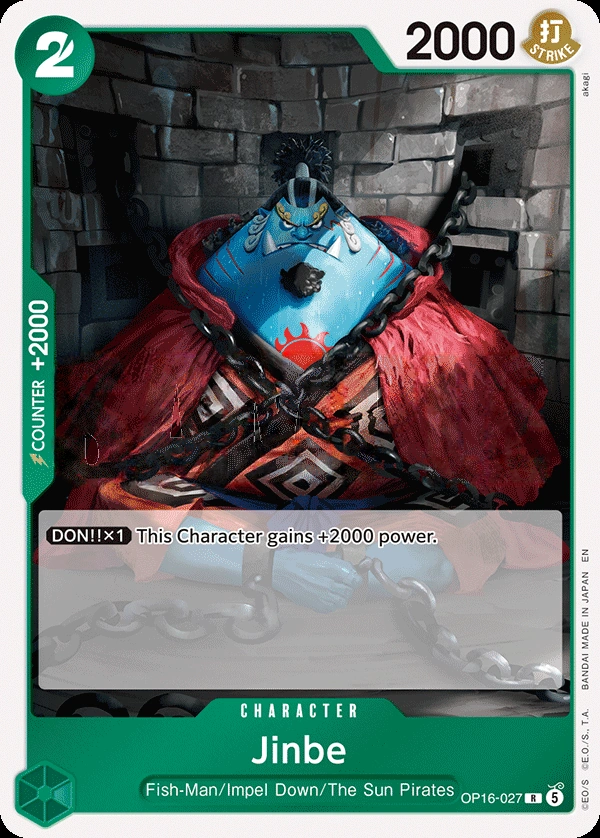 2
2000
打
STRIKE
akagi
COUNTER +2000
DON!!×1 This Character gains +2000 power.
CHARACTER
Jinbe
Fish-Man/Impel Down/The Sun Pirates
OP16-027 R 5
©E.O/S ©E.O./S., T.A. BANDAI MADE IN JAPAN EN